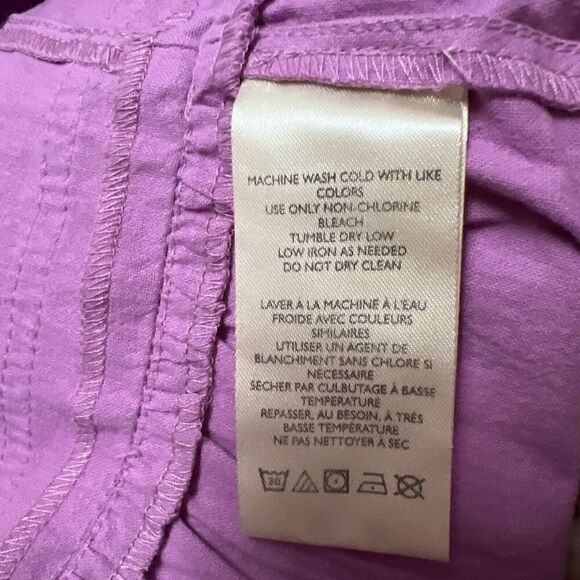 MACHINE WASH COLD WITH LIKE
COLORS
USE ONLY NON-CHLORINE
BLEACH
TUMBLE DRY LOW
LOW IRON AS NEEDED
DO NOT DRY CLEAN
LAVER A LA MACHINE À L'EAU
FROIDE AVEC COULEURS
SIMILAIRES
UTILISER UN AGENT DE
BLANCHIMENT SANS CHLORE SI
NECESSAIRE
SECHER PAR CULBUTAGE À BASSE
TEMPÉRATURE
REPASSER, AU BESOIN, À TRÈS
BASSE TEMPÉRATURE
NE PAS NETTOYER À SEC
30